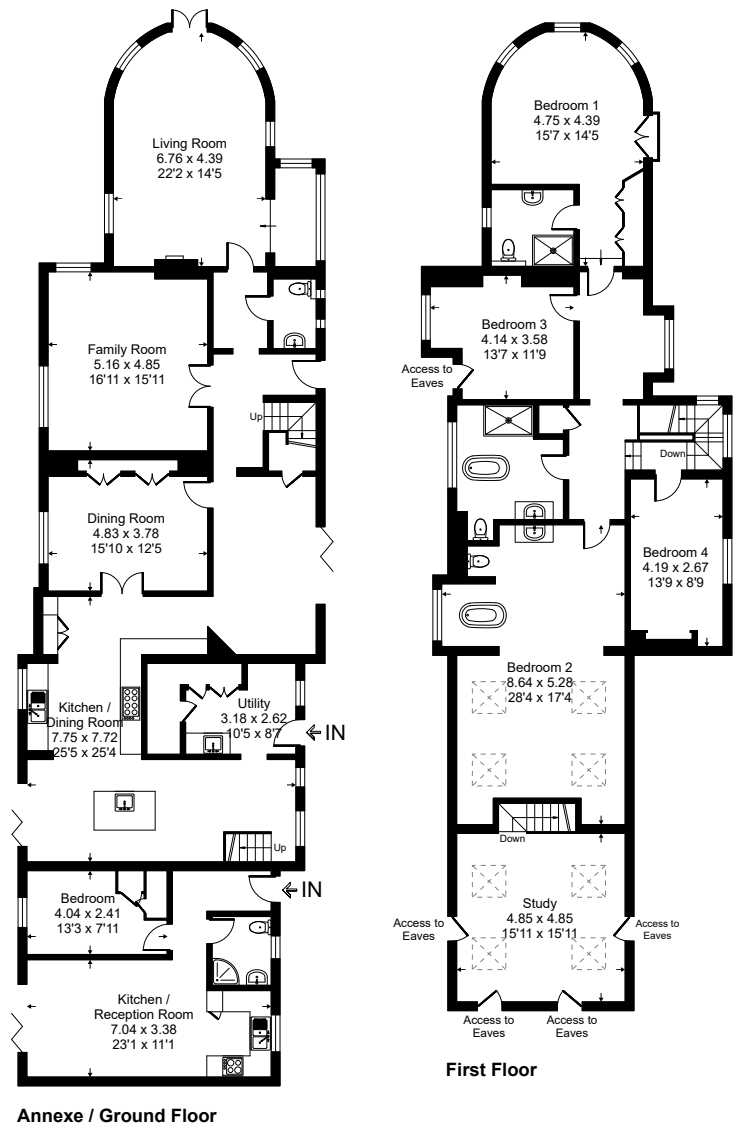 Living Room
6.76 x 4.39
22'2 x 14'5
Family Room
5.16 x 4.85
16'11 x 15'11
Up
Dining Room
4.83 x 3.78
15'10 x 12'5
Kitchen /
Dining Room
7.75 x 7.72
25'5 x 25'4
Utility
3.18 x 2.62
10'5 x 8'7
IN
Up
Bedroom
4.04 x 2.41
13'3 x 7'11
IN
Kitchen /
Reception Room
7.04 x 3.38
23'1 x 11'1
Annexe / Ground Floor
Bedroom 1
4.75 x 4.39
15'7 x 14'5
Bedroom 3
4.14 x 3.58
13'7 x 11'9
Access to
Eaves
Down
Bedroom 4
4.19 x 2.67
13'9 x 8'9
Bedroom 2
8.64 x 5.28
28'4 x 17'4
Down
Study
4.85 x 4.85
15'11 x 15'11
Access to
Eaves
Access to
Eaves
Access to
Eaves
Access to
Eaves
First Floor